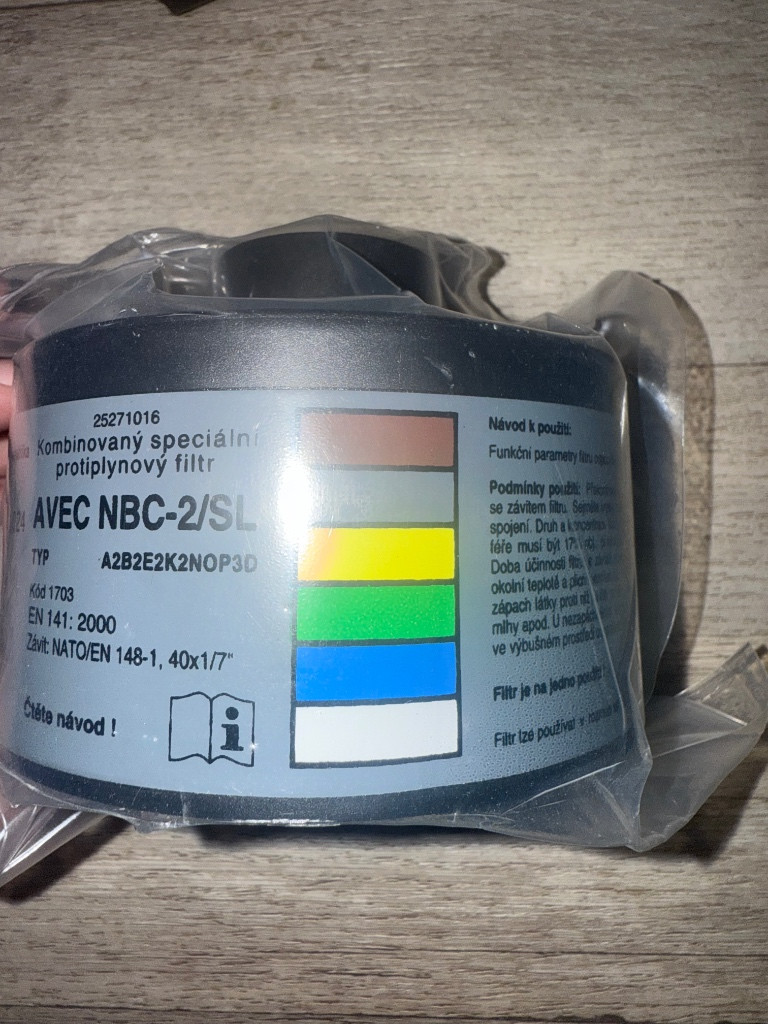 25271016
Kombinovaný speciální
protiplynový filtr
24
AVEC NBC-2/SL
TYP A2B2E2K2NOP3D
Kód 1703
EN 141: 2000
Závit: NATO/EN 148-1, 40x1/7"
Čtěte návod !
i
Návod k použití:
Funkční parametry filtru
Podmínky použití:
se závitem filtru.
spojení. Druh a koncentrace
féře musí být 17%
Doba účinnosti
okolní teplotě a
zápach látky proti níž
mlhy apod. U
ve výbušném prostředí
Filtr je na jedno použití
Filtr lze používat v